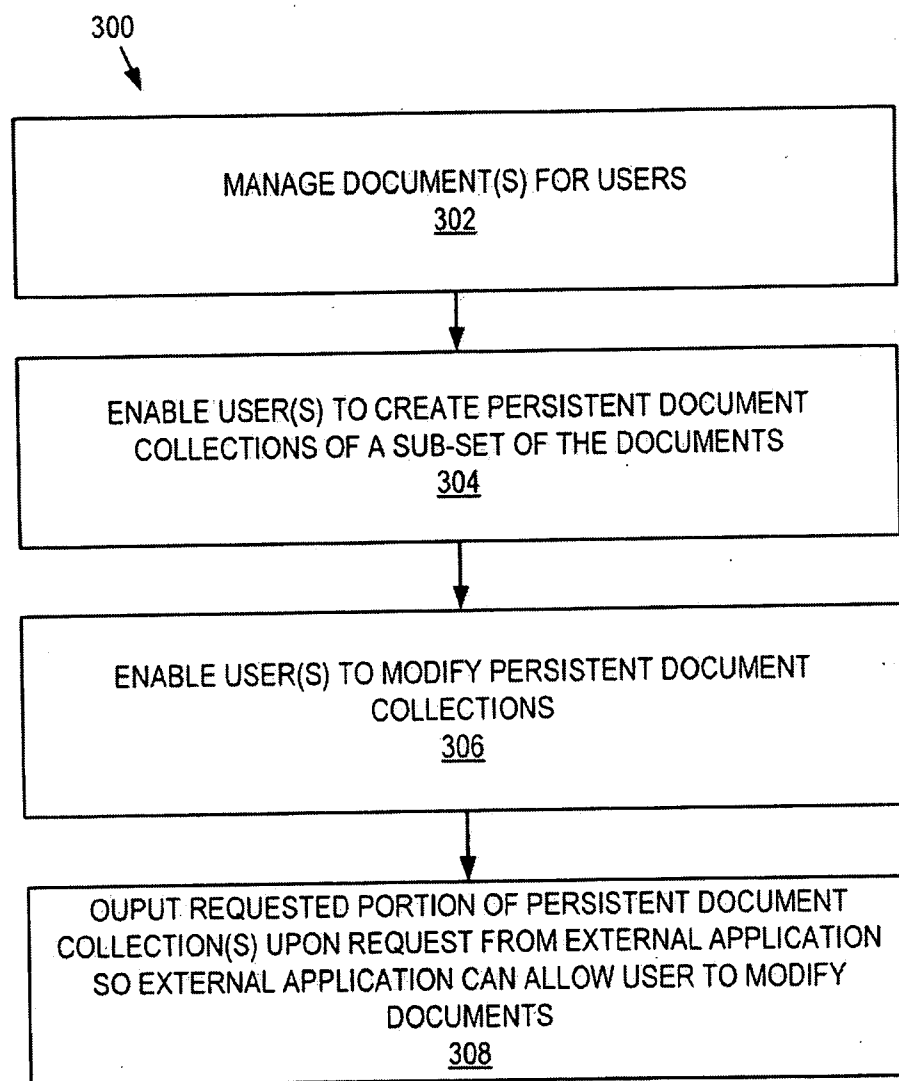 300
MANAGE DOCUMENT(S) FOR USERS
302
ENABLE USER(S) TO CREATE PERSISTENT DOCUMENT
COLLECTIONS OF A SUB-SET OF THE DOCUMENTS
304
ENABLE USER(S) TO MODIFY PERSISTENT DOCUMENT
COLLECTIONS
306
OUPUT REQUESTED PORTION OF PERSISTENT DOCUMENT
COLLECTION(S) UPON REQUEST FROM EXTERNAL APPLICATION
SO EXTERNAL APPLICATION CAN ALLOW USER TO MODIFY
DOCUMENTS
308